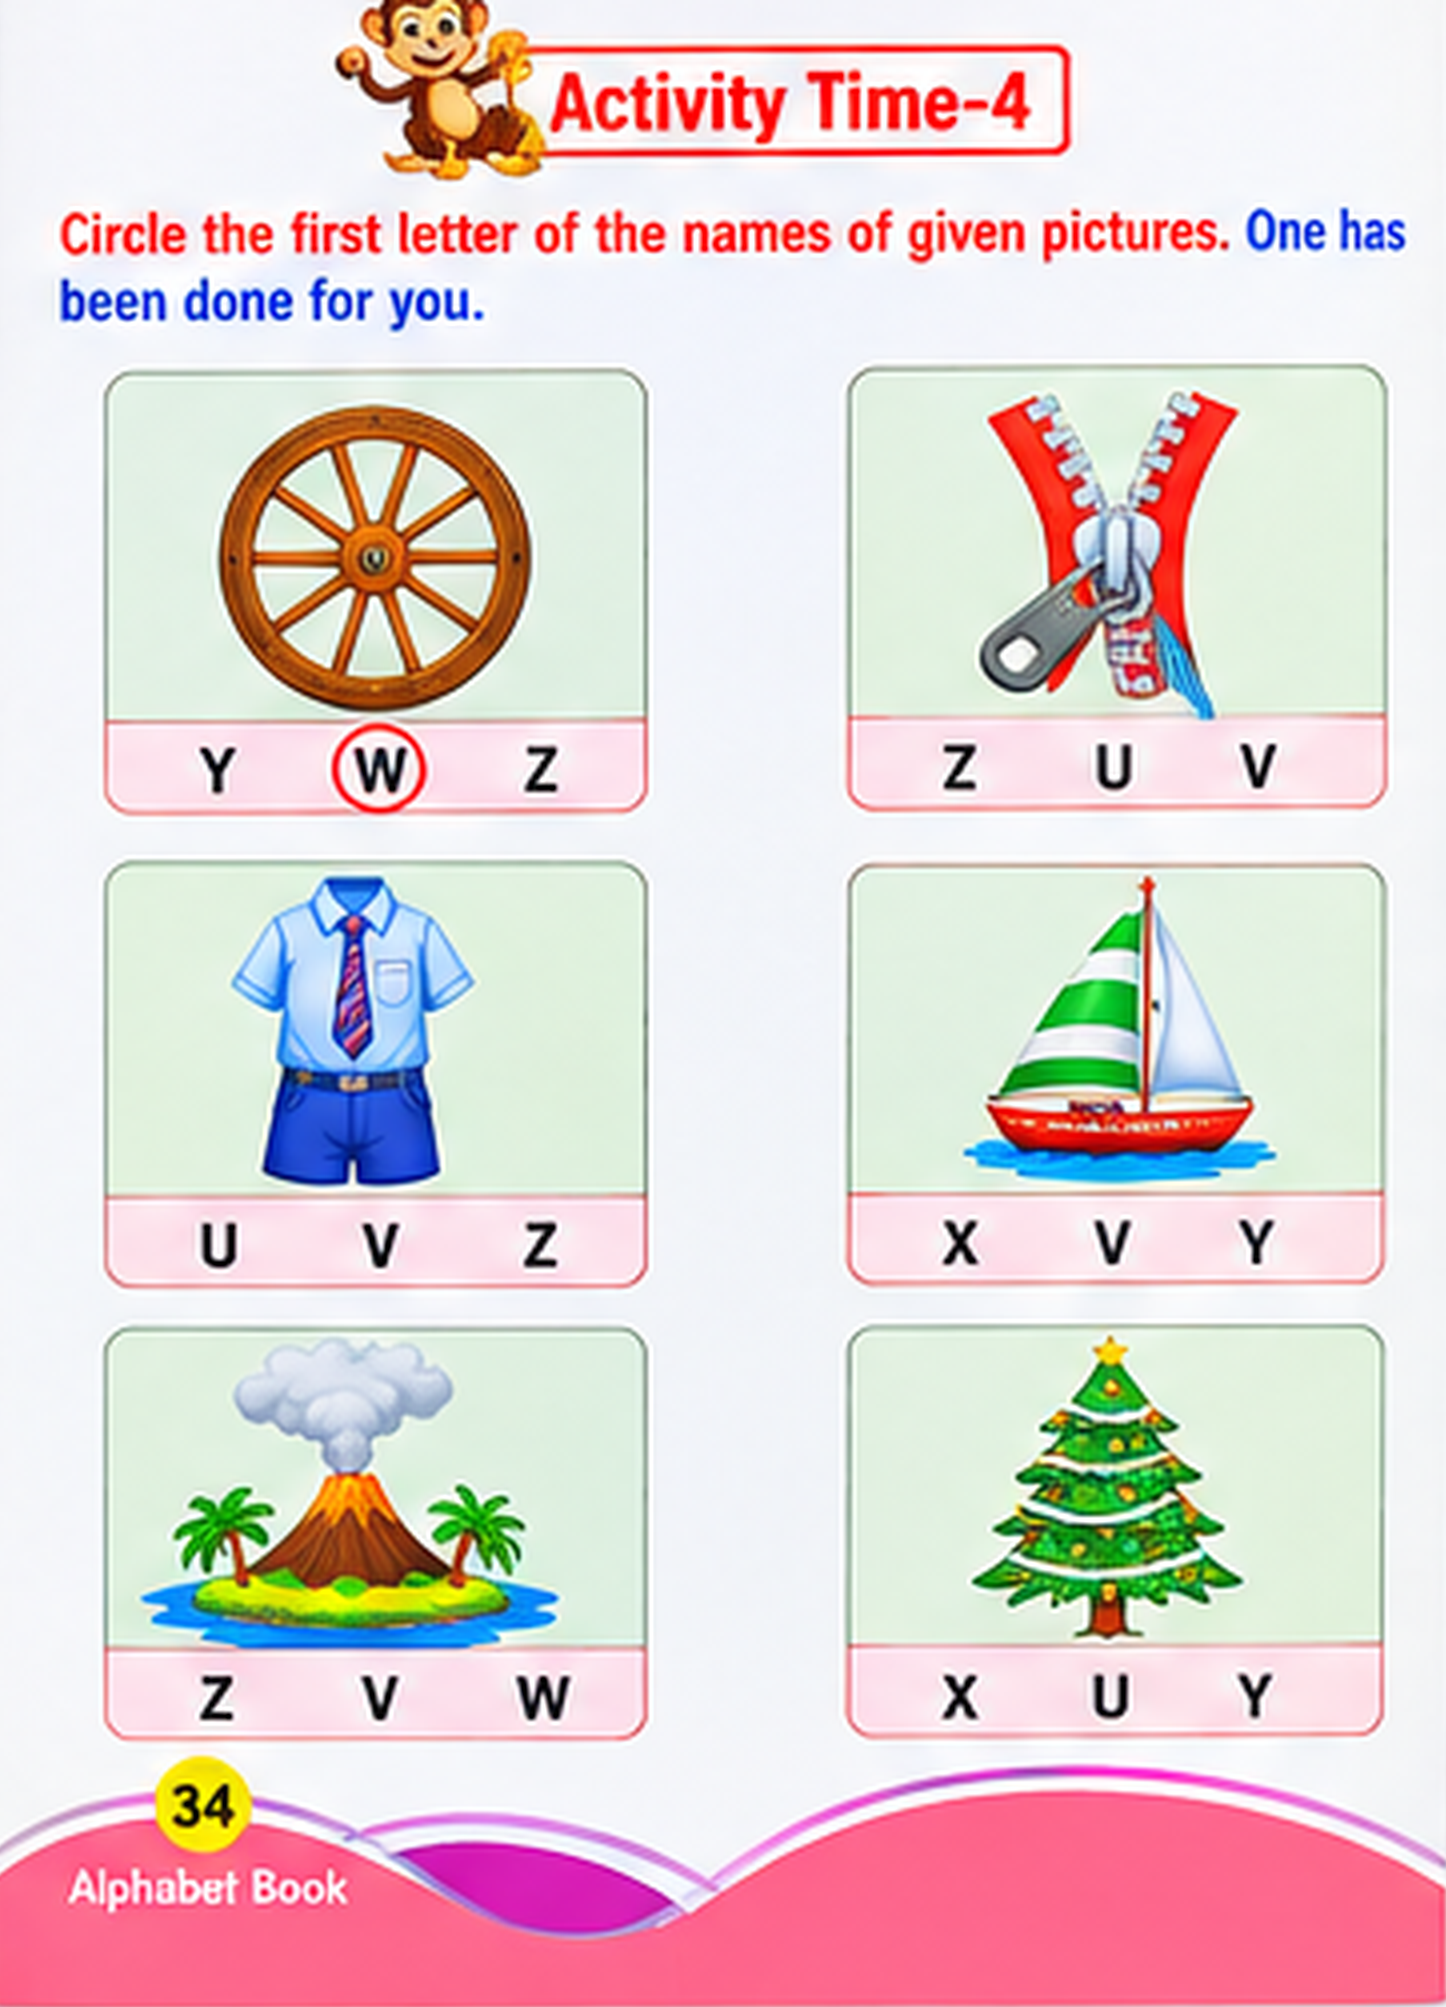 Activity Time-4
Circle the first letter of the names of given pictures. One has
been done for you.
Y W Z
Z U V
U V Z
X V Y
Z V W
X U Y
34
Alphabet Book